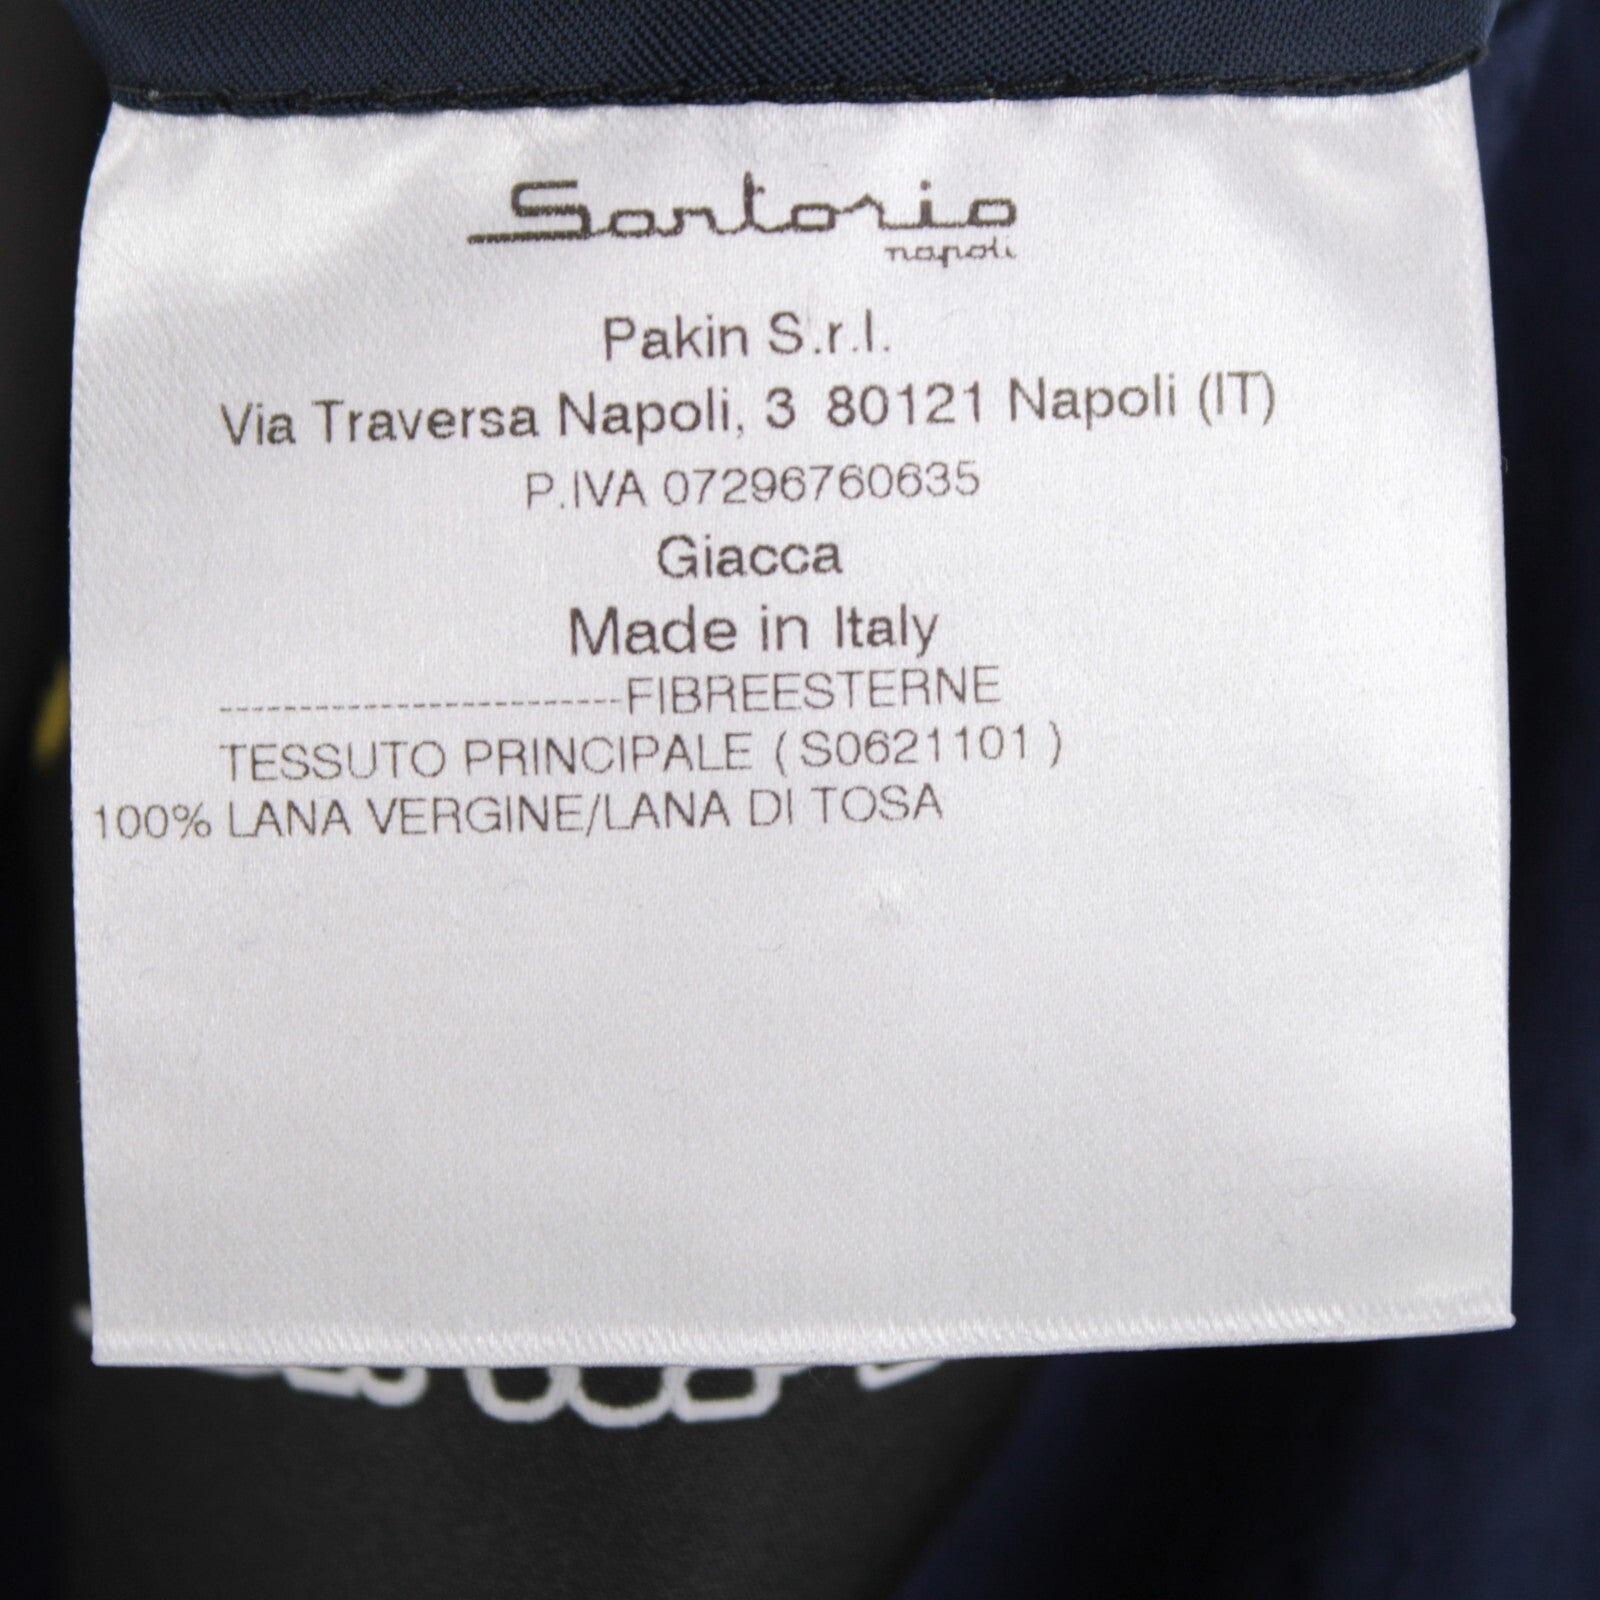 Sartorio
napoli
Pakin S.r.l.
Via Traversa Napoli, 3 80121 Napoli (IT)
P.IVA 07296760635
Giacca
Made in Italy
-------------------------FIBREESTERNE
TESSUTO PRINCIPALE ( S0621101 )
100% LANA VERGINE/LANA DI TOSA